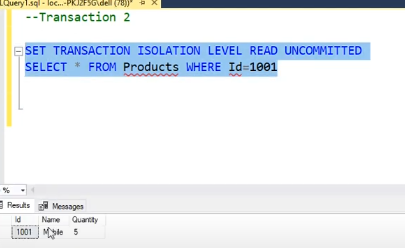 LQuery1.sql - loc...-PKJ2F5G\dell (78))*
--Transaction 2
SET TRANSACTION ISOLATION LEVEL READ UNCOMMITTED
SELECT * FROM Products WHERE Id=1001
%
Results Messages
Id Name Quantity
1001 5